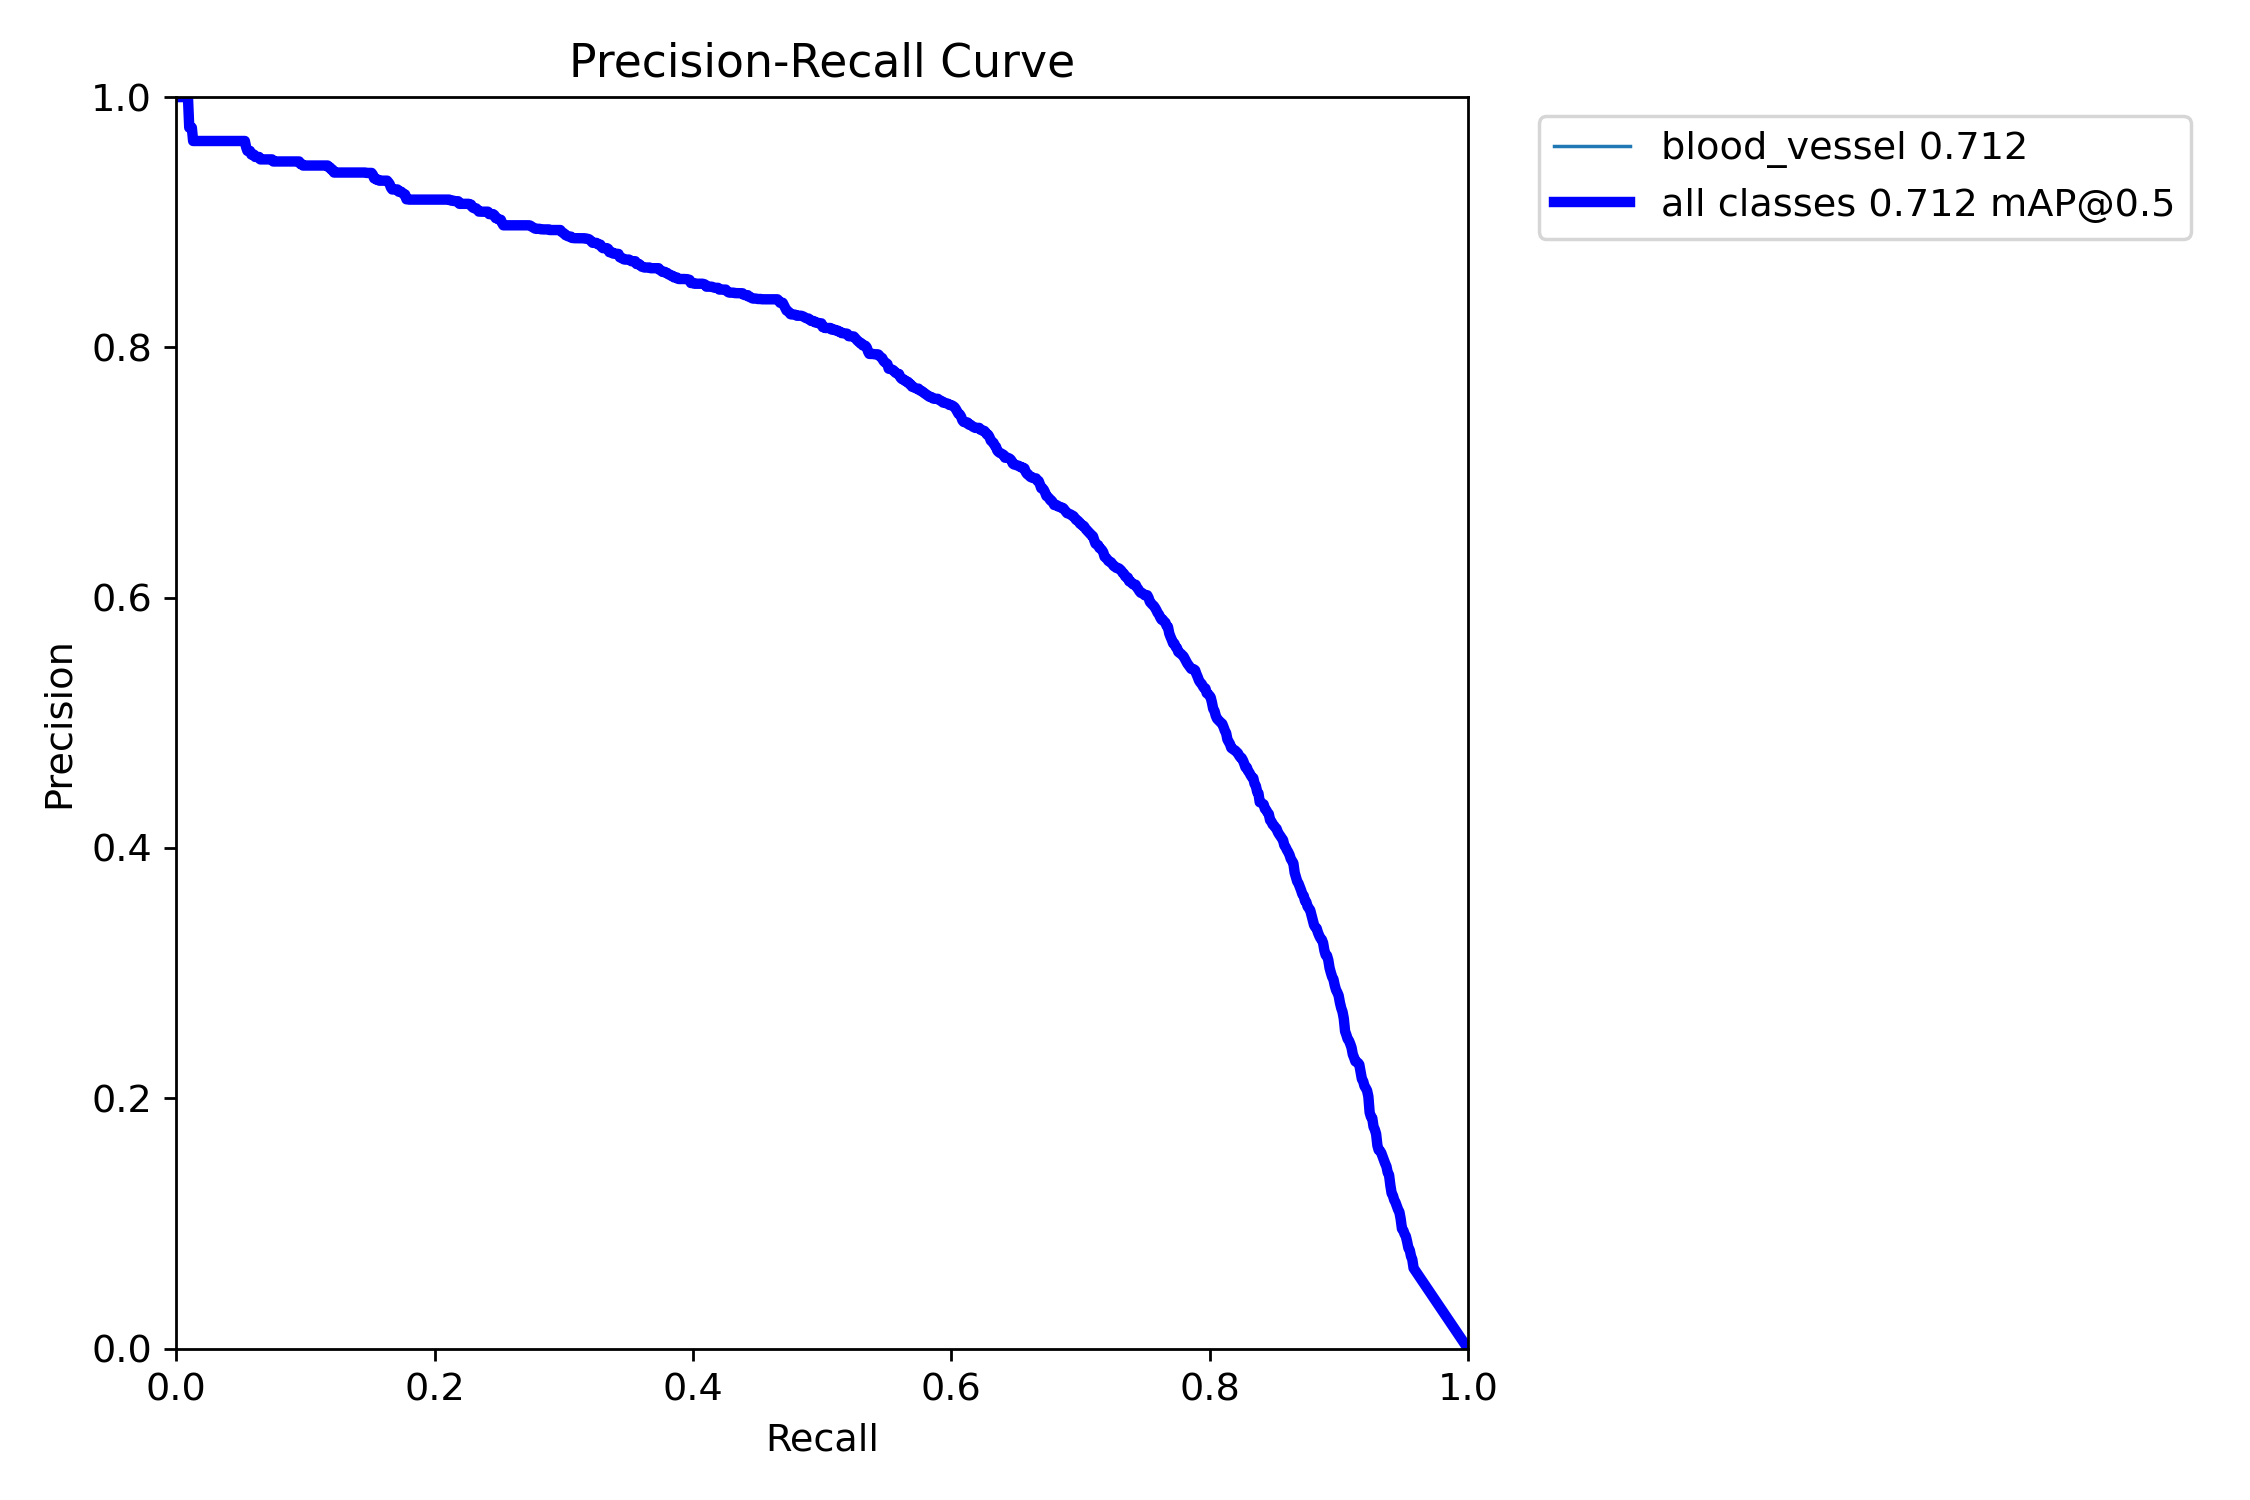 Precision-Recall Curve
1.0
0.8
0.6
0.4
0.2
0.0
Precision
0.0 0.2 0.4 0.6 0.8 1.0
Recall
blood_vessel 0.712
all classes 0.712 mAP@0.5